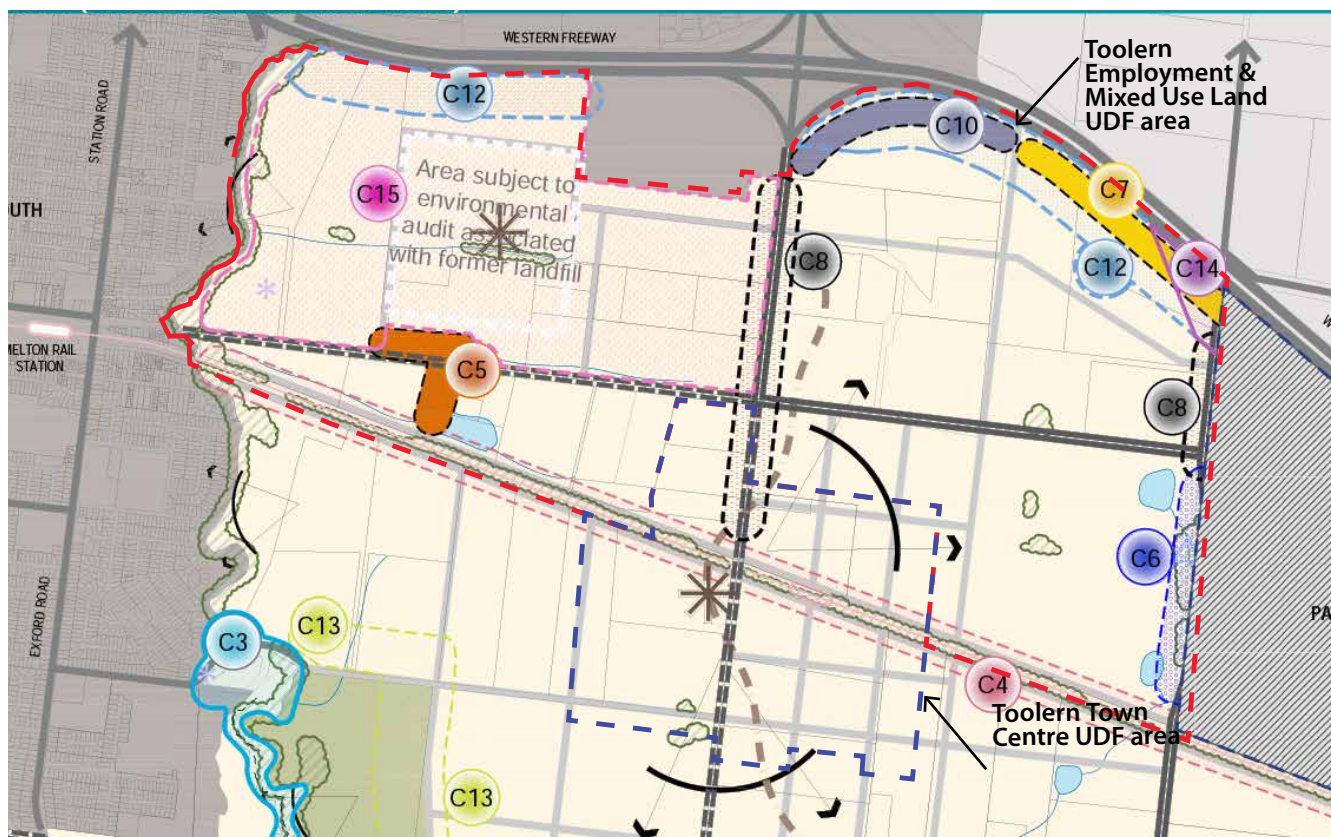 WESTERN FREEWAY
Toolern
Employment &
Mixed Use Land
UDF area
STATION ROAD
C12
C10
C15
Area subject to
environmental
audit associated
with former landfill
C7
OUTH
C8
C12
C14
MELTON RAIL
STATION
C5
C8
C6
PA
EXFORD ROAD
C3
C13
C4
Toolern Town
Centre UDF area
C13
W